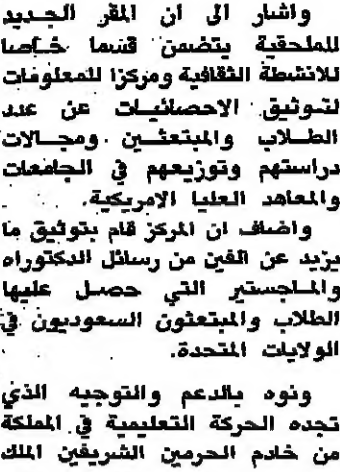 واشار الى ان المقر الجديد
للملحقية يتضمن قسما خاصا
للانشطة الثقافية ومركزا للمعلومات
لتوثيق الاحصائيات عن عدد
الطلاب والمبتعثين ومجالات
دراستهم وتوزيعهم في الجامعات
والمعاهد العليا الامريكية.
واضاف ان المركز قام بتوثيق ما
يزيد عن الفين من رسائل الدكتوراه
والماجستير التي حصل عليها
الطلاب والمبتعثون السعوديون في
الولايات المتحدة.
ونوه بالدعم والتوجيه الذي
تجده الحركة التعليمية في المملكة
من خادم الحرمين الشريفين الملك